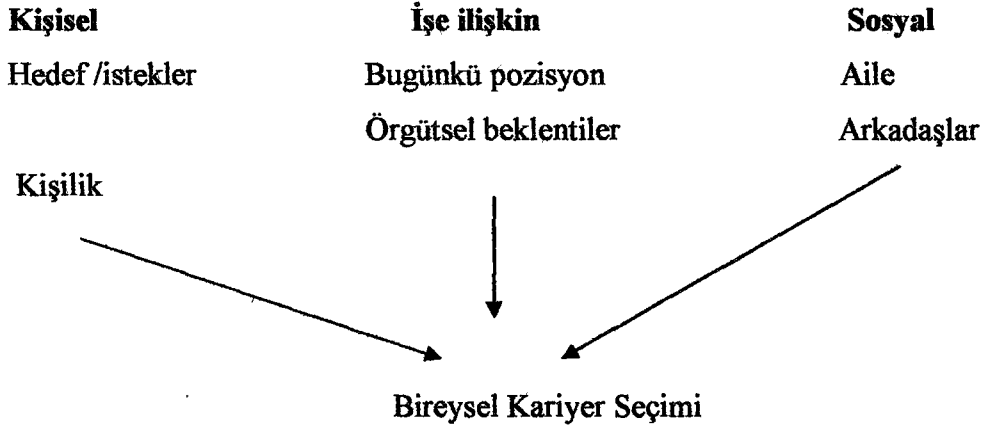 Kişisel İşe ilişkin Sosyal
Hedef /istekler Bugünkü pozisyon Aile
Örgütsel beklentiler Arkadaşlar
Kişilik
Bireysel Kariyer Seçimi